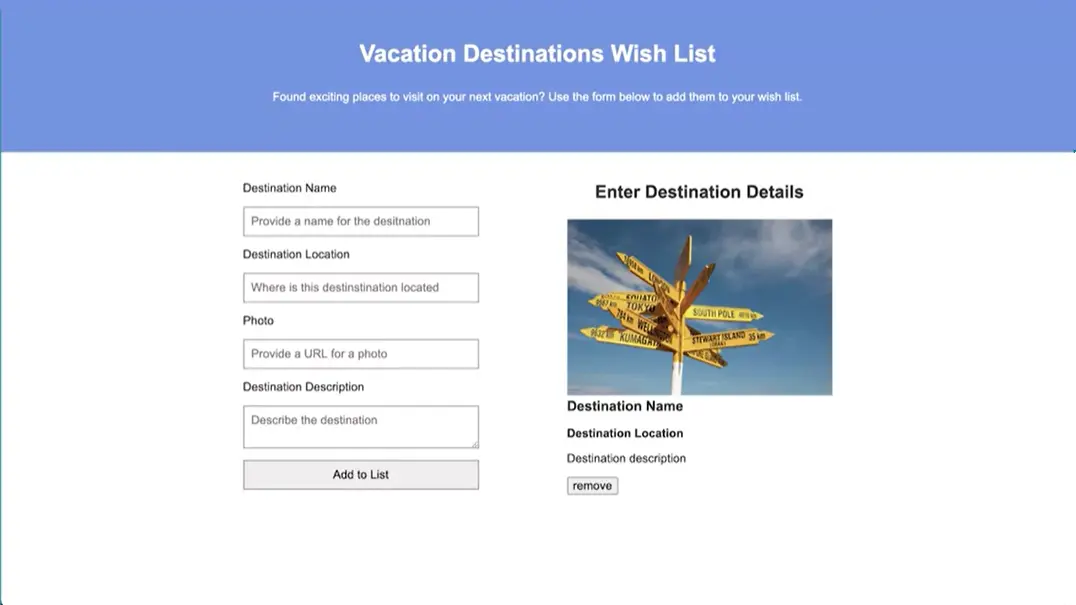 Vacation Destinations Wish List
Found exciting places to visit on your next vacation? Use the form below to add them to your wish list.
Destination Name
Provide a name for the desitnation
Destination Location
Where is this destinstination located
Photo
Provide a URL for a photo
Destination Description
Describe the destination
Add to List
Enter Destination Details
LONDON
TOKYO
SOUTH POLE
KUMAGAYA
STEWART ISLAND 35 km
Destination Name
Destination Location
Destination description
remove